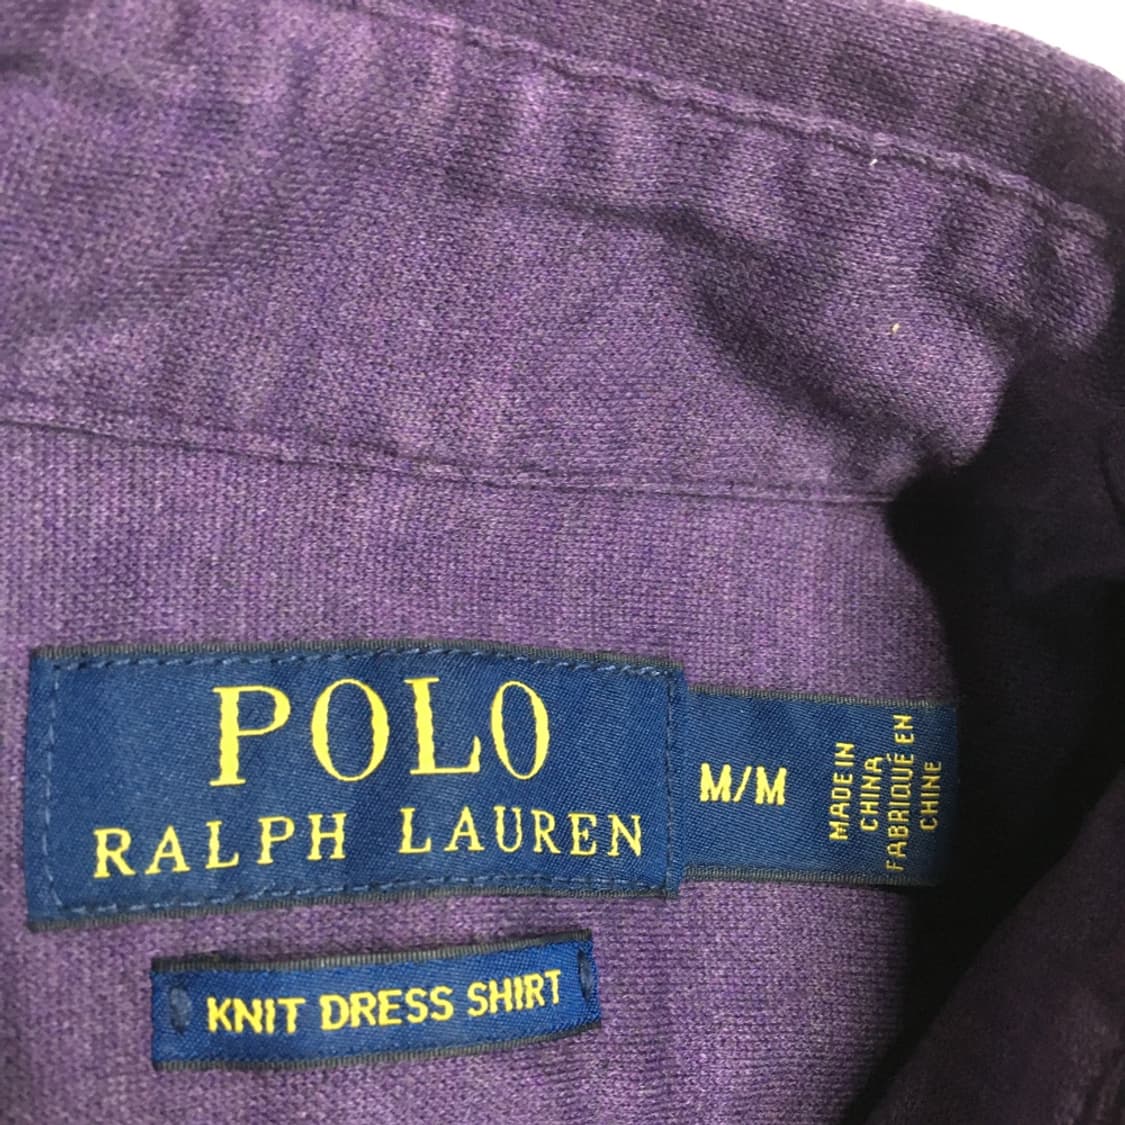 POLO
RALPH LAUREN
M/M
MADE IN
CHINA
FABRIQUÉ EN
CHINE
KNIT DRESS SHIRT